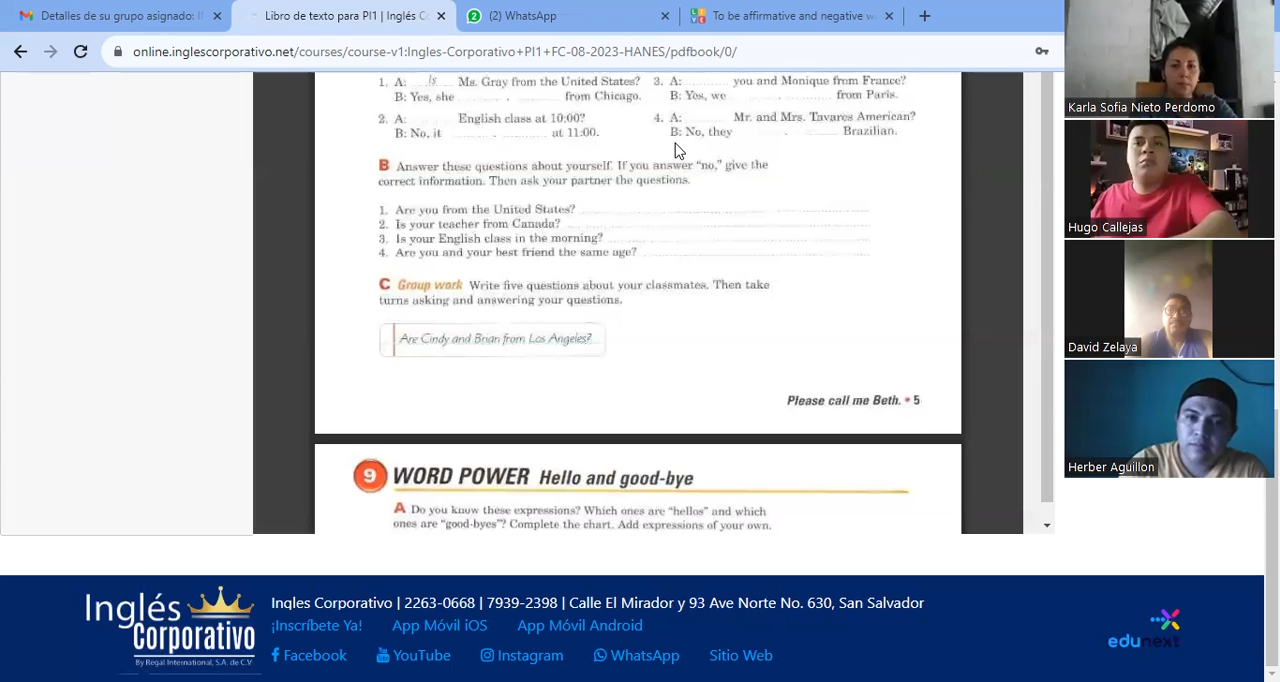 Detalles de su grupo asignado: I
Libro de texto para PI1 | Inglés C
(2) WhatsApp
To be affirmative and negative w
online.inglescorporativo.net/courses/course-v1:Ingles-Corporativo+PI1+FC-08-2023-HANES/pdfbook/0/
1. A: Is Ms. Gray from the United States?
B: Yes, she from Chicago.
2. A: English class at 10:00?
B: No, it at 11:00.
3. A: you and Monique from France?
B: Yes, we from Paris.
4. A: Mr. and Mrs. Tavares American?
B: No, they Brazilian.
B Answer these questions about yourself. If you answer “no,” give the
correct information. Then ask your partner the questions.
1. Are you from the United States?
2. Is your teacher from Canada?
3. Is your English class in the morning?
4. Are you and your best friend the same age?
C Group work Write five questions about your classmates. Then take
turns asking and answering your questions.
Are Cindy and Brian from Los Angeles?
Please call me Beth. • 5
9 WORD POWER Hello and good-bye
A Do you know these expressions? Which ones are “hellos” and which
ones are “good-byes”? Complete the chart. Add expressions of your own.
Karla Sofia Nieto Perdomo
Hugo Callejas
David Zelaya
Herber Aguillon
Inglés
Corporativo
By Regal International, S.A. de C.V
Ingles Corporativo | 2263-0668 | 7939-2398 | Calle El Mirador y 93 Ave Norte No. 630, San Salvador
¡Inscríbete Ya! App Móvil iOS App Móvil Android
Facebook YouTube Instagram WhatsApp Sitio Web
edunext